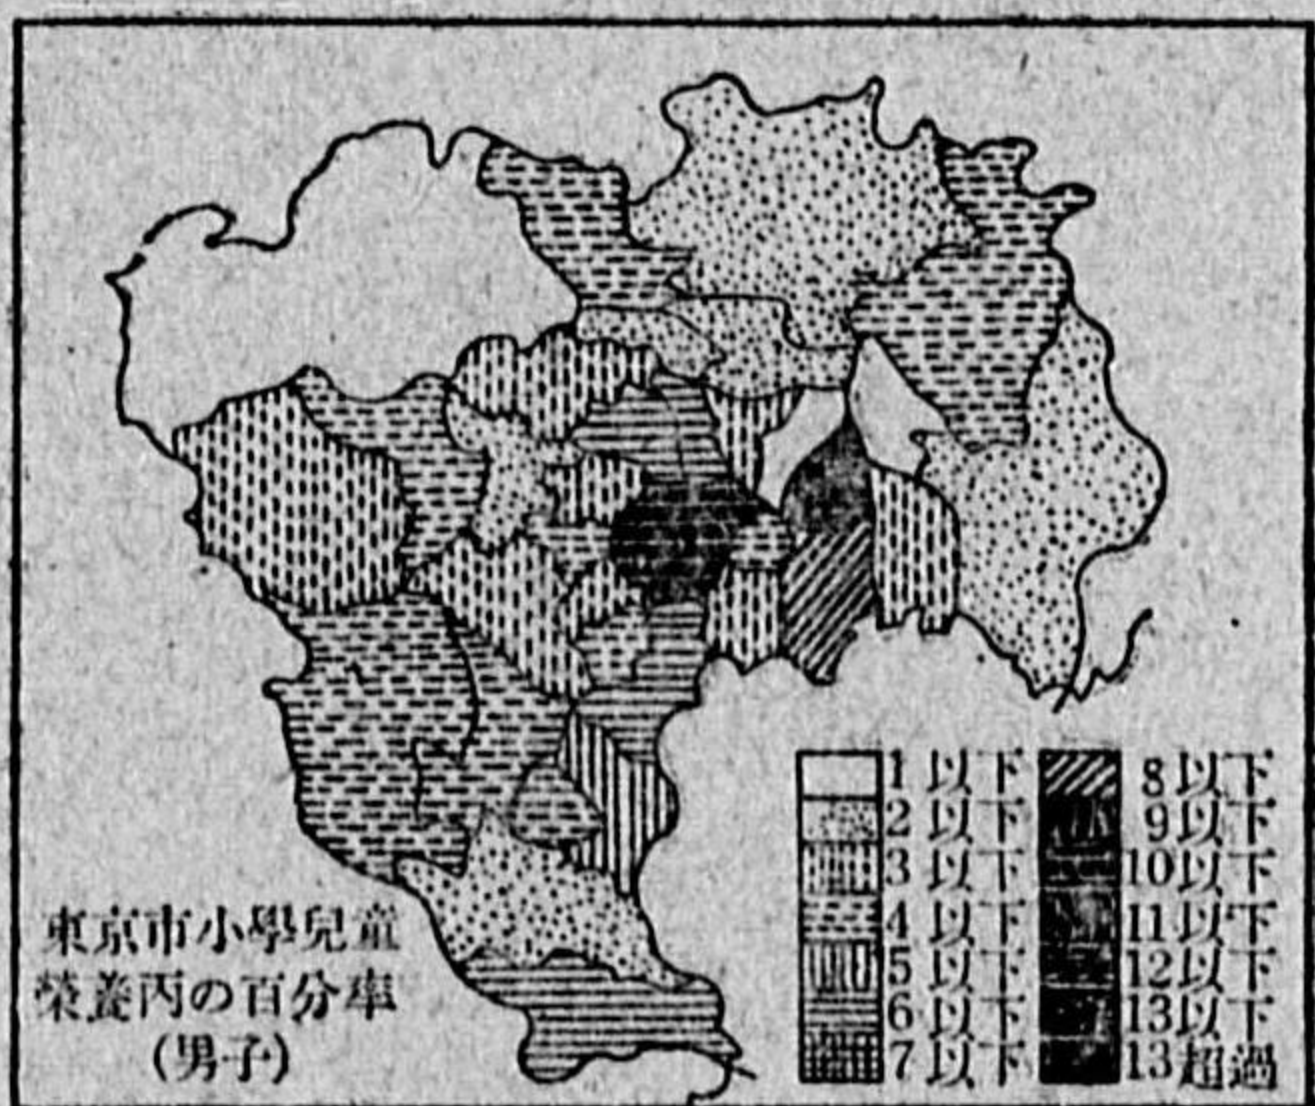 東京市小學兒童
榮養丙の百分率
(男子)
1以下
2以下
3以下
4以下
5以下
6以下
7以下
8以下
9以下
10以下
11以下
12以下
13以下
13超過